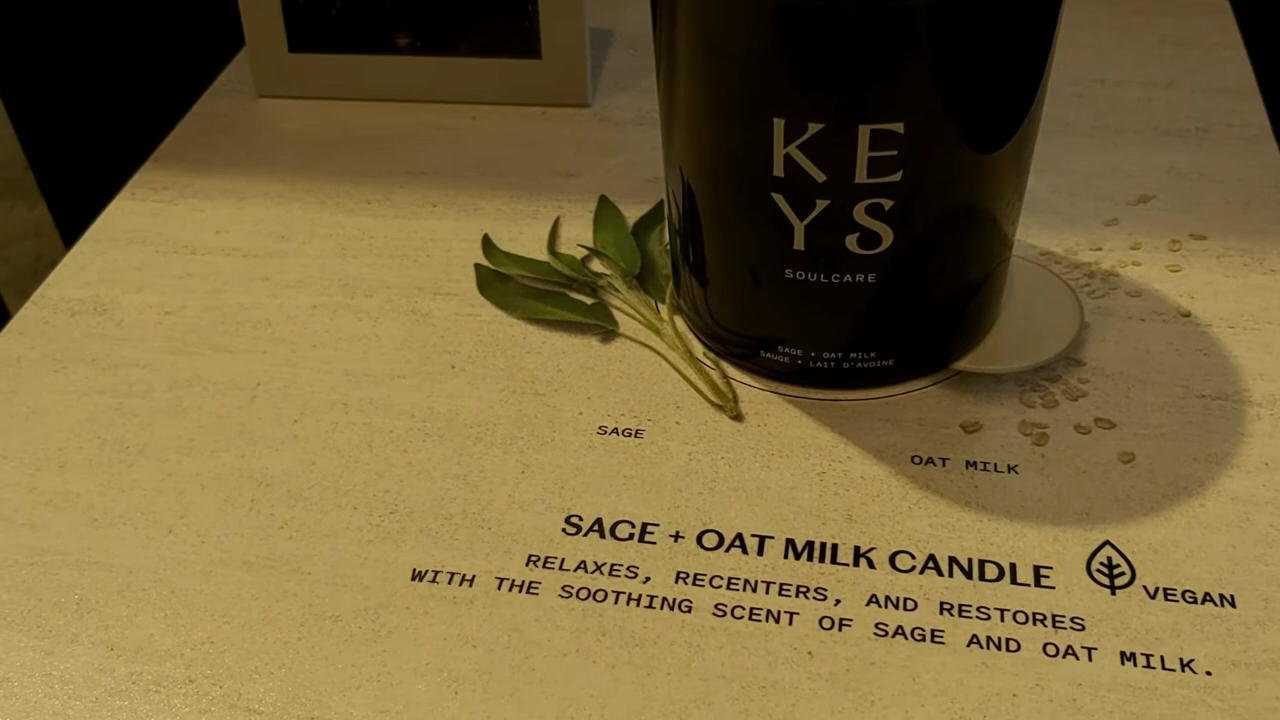 KE
YS
SOULCARE
SAGE + OAT MILK
SAUGE + LAIT D'AVOINE
SAGE
OAT MILK
SAGE + OAT MILK CANDLE
VEGAN
RELAXES, RECENTERS, AND RESTORES
WITH THE SOOTHING SCENT OF SAGE AND OAT MILK.